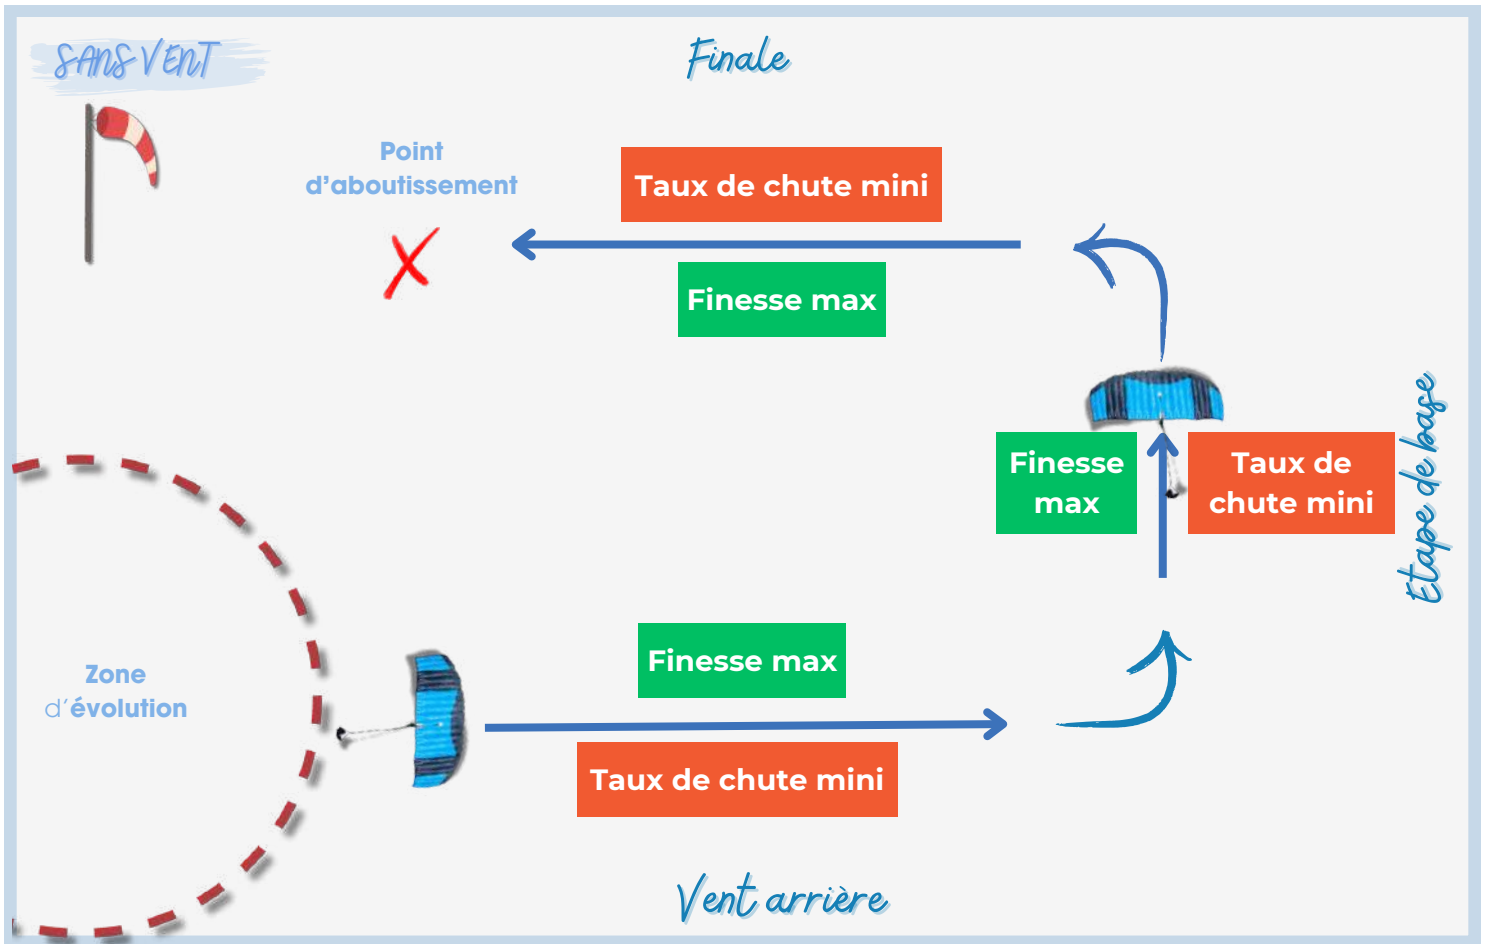 SANS VENT
Finale
Point
d'aboutissement
Taux de chute mini
Finesse max
Finesse
max
Taux de
chute mini
Etape de base
Zone
d'évolution
Finesse max
Taux de chute mini
Vent arrière